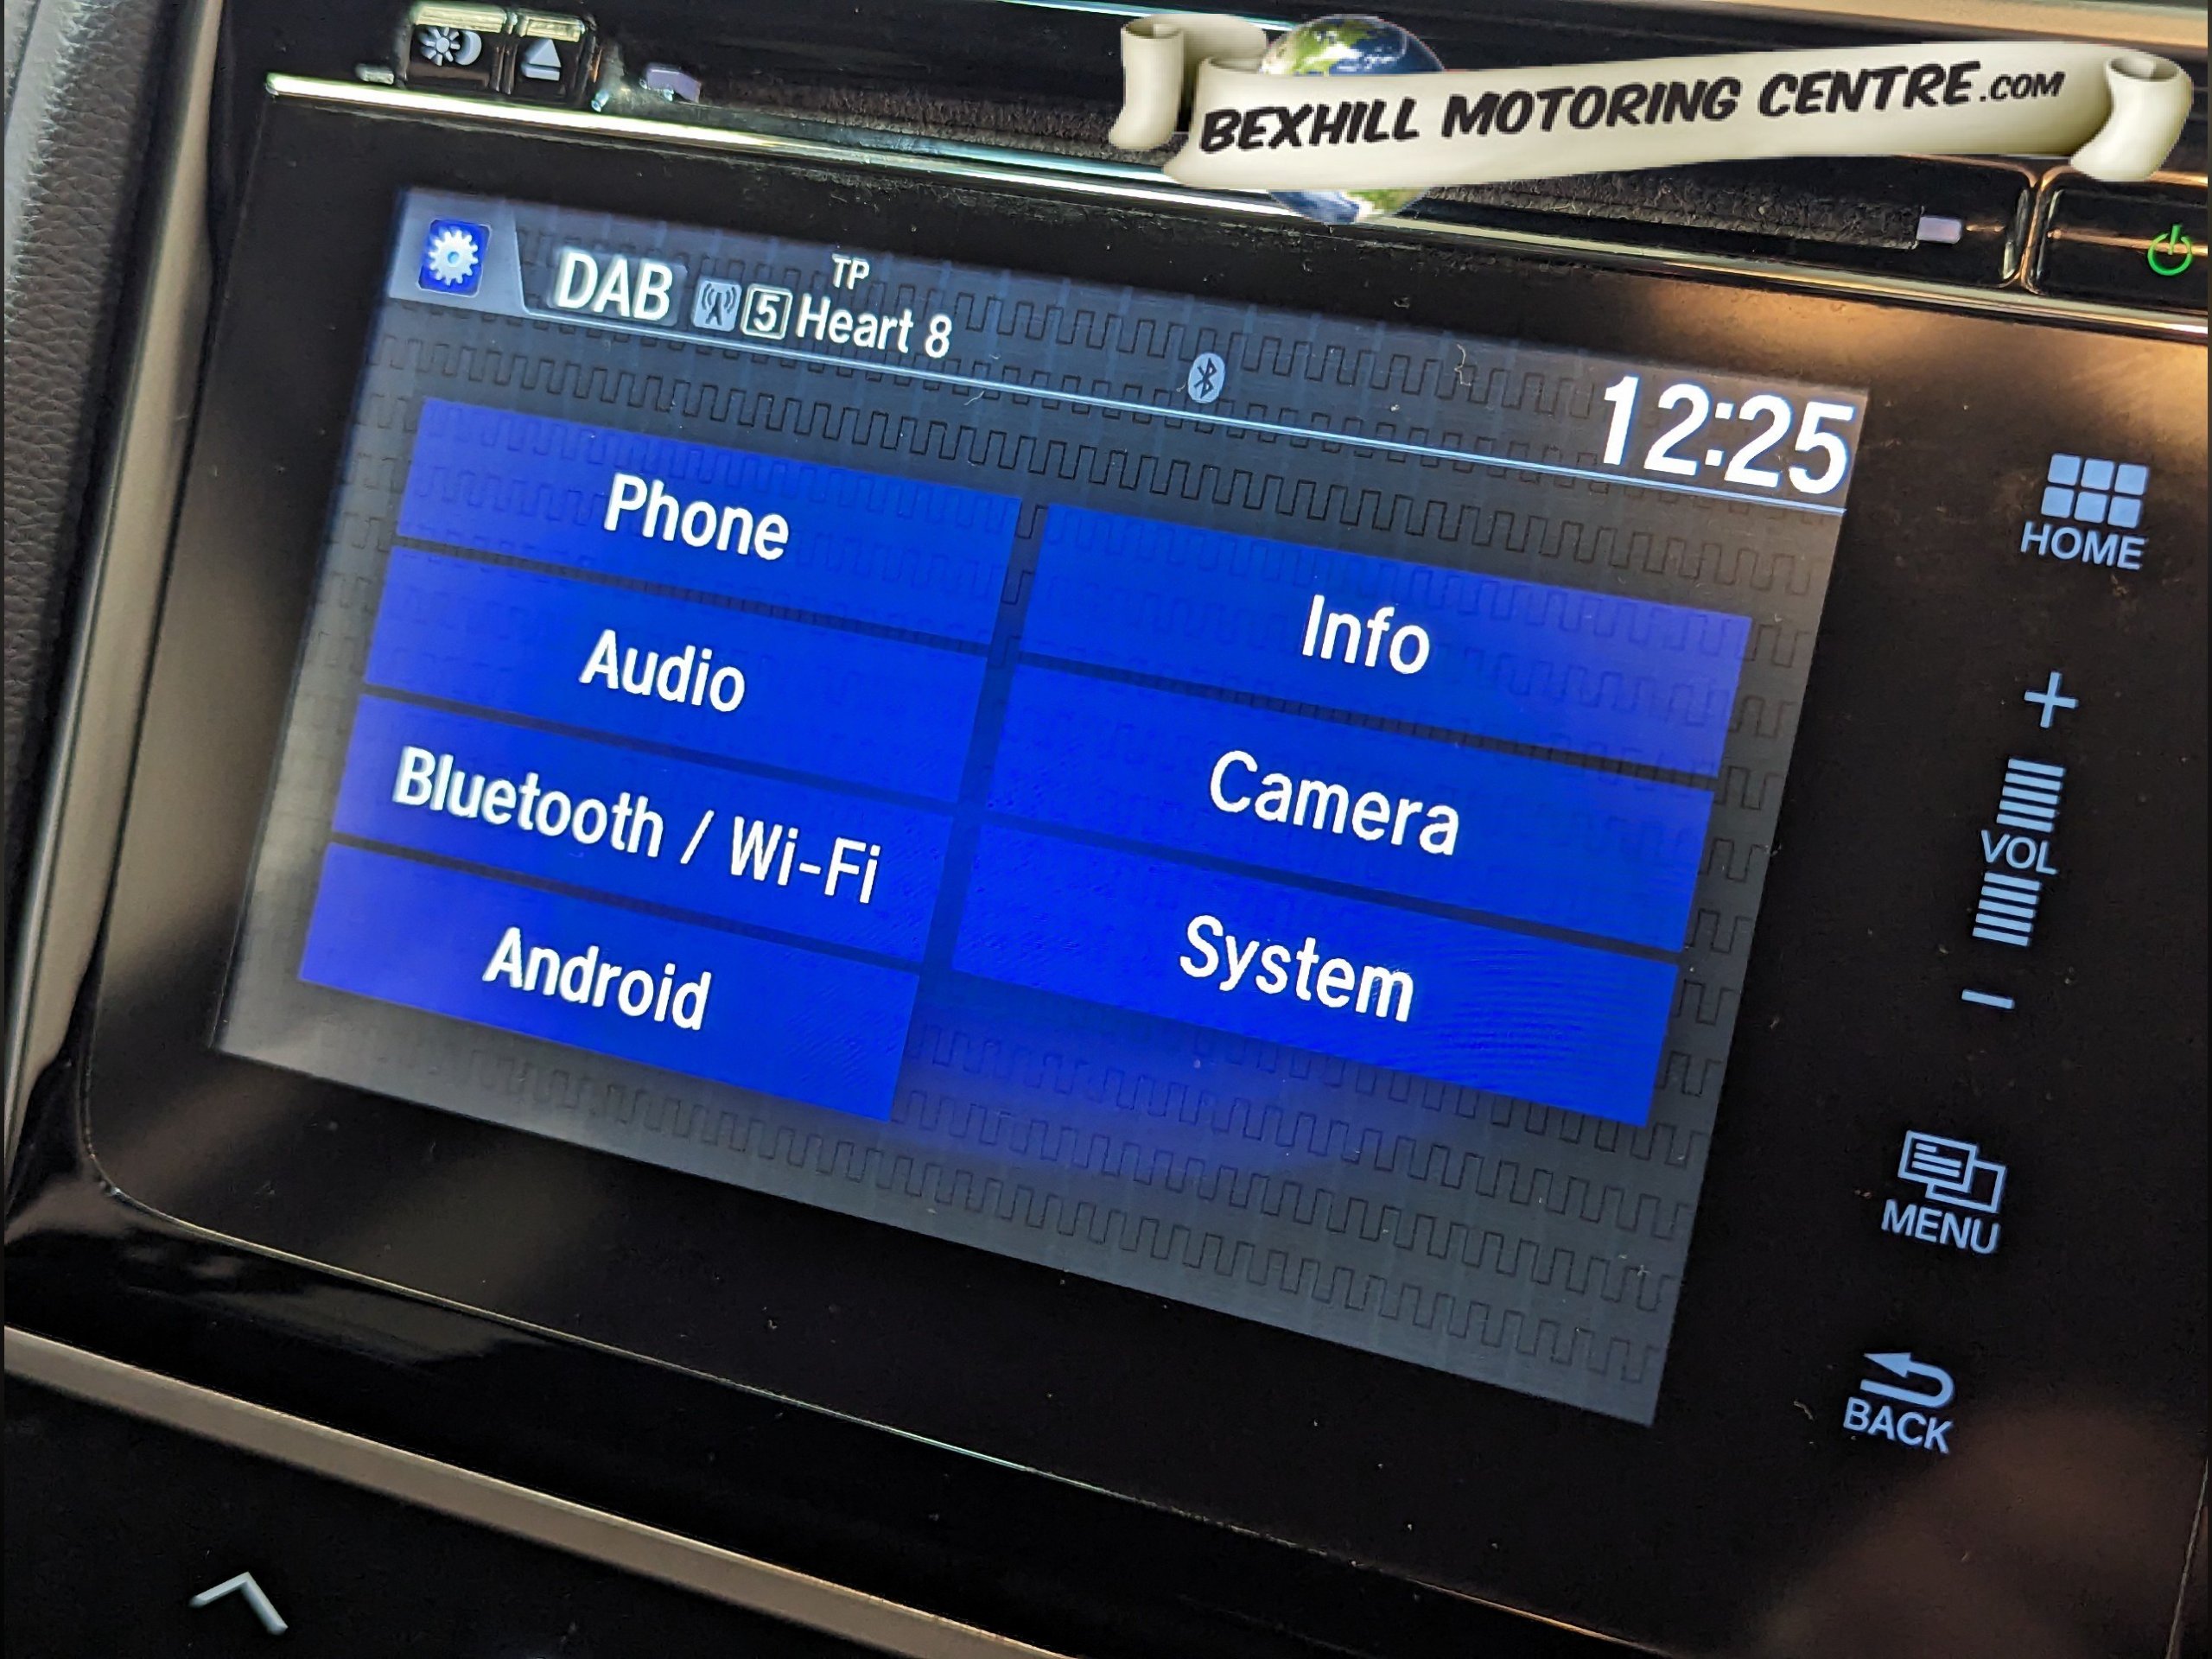 BEXHILL MOTORING CENTRE.COM
TP
DAB 5 Heart 8
12:25
Phone
Info
Audio
Camera
Bluetooth / Wi-Fi
System
Android
HOME
+
VOL
−
MENU
BACK